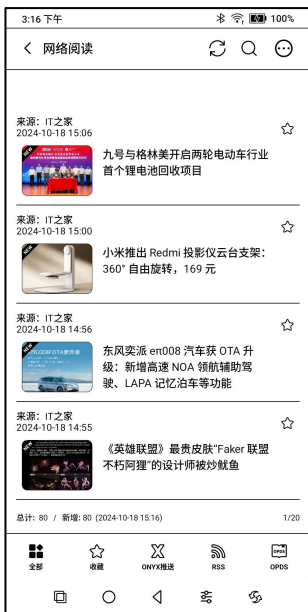 3:16 下午
100%
网络阅读
来源：IT之家
2024-10-18 15:06
NEW
九号与格林美开启两轮电动车行业
首个锂电池回收项目
来源：IT之家
2024-10-18 15:00
NEW
小米推出 Redmi 投影仪云台支架：
360° 自由旋转，169 元
来源：IT之家
2024-10-18 14:56
NEW
东风奕派 eπ008 汽车获 OTA 升
级：新增高速 NOA 领航辅助驾
驶、LAPA 记忆泊车等功能
来源：IT之家
2024-10-18 14:55
NEW
《英雄联盟》最贵皮肤“Faker 联盟
不朽阿狸”的设计师被炒鱿鱼
总计：80 / 新增: 80 (2024-10-18 15:16)
1/20
全部
收藏
ONYX推送
RSS
OPDS
OPDS